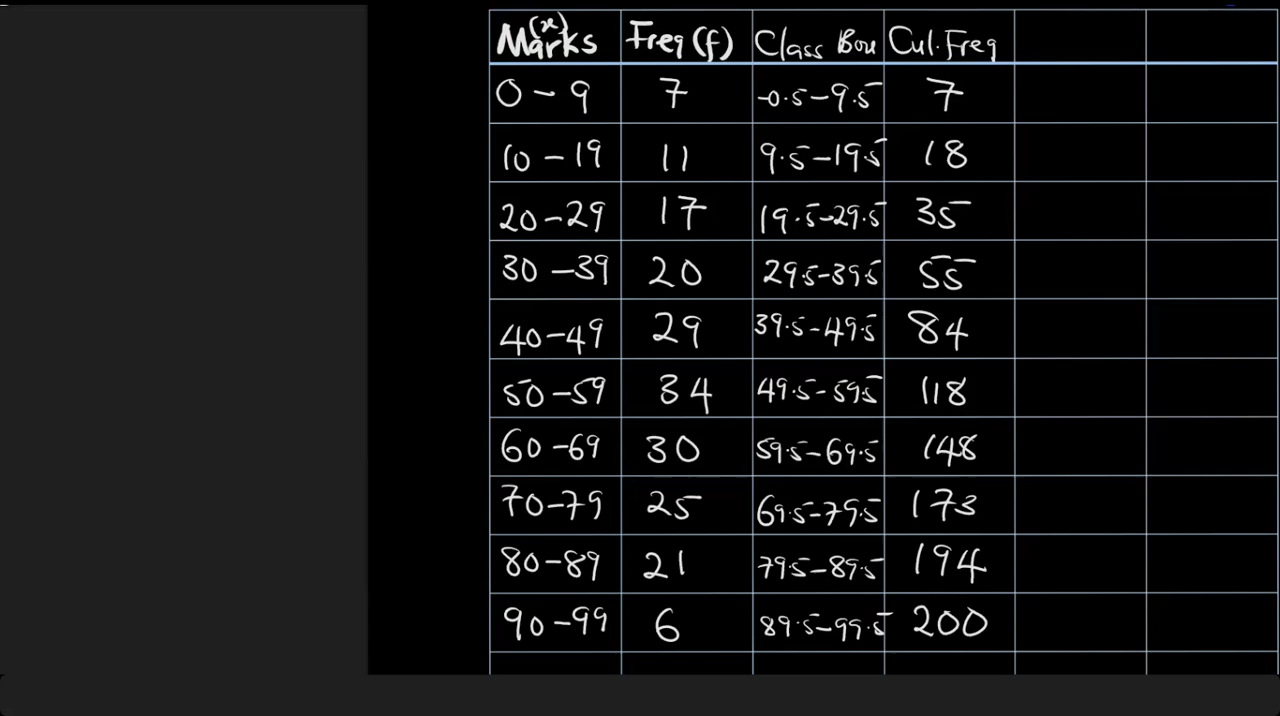 Marks (x) Freq (f) Class Bou Cul.Freq
0 - 9 7 -0.5-9.5 7
10 - 19 11 9.5-19.5 18
20-29 17 19.5-29.5 35
30-39 20 29.5-39.5 55
40-49 29 39.5-49.5 84
50-59 34 49.5-59.5 118
60-69 30 59.5-69.5 148
70-79 25 69.5-79.5 173
80-89 21 79.5-89.5 194
90-99 6 89.5-99.5 200